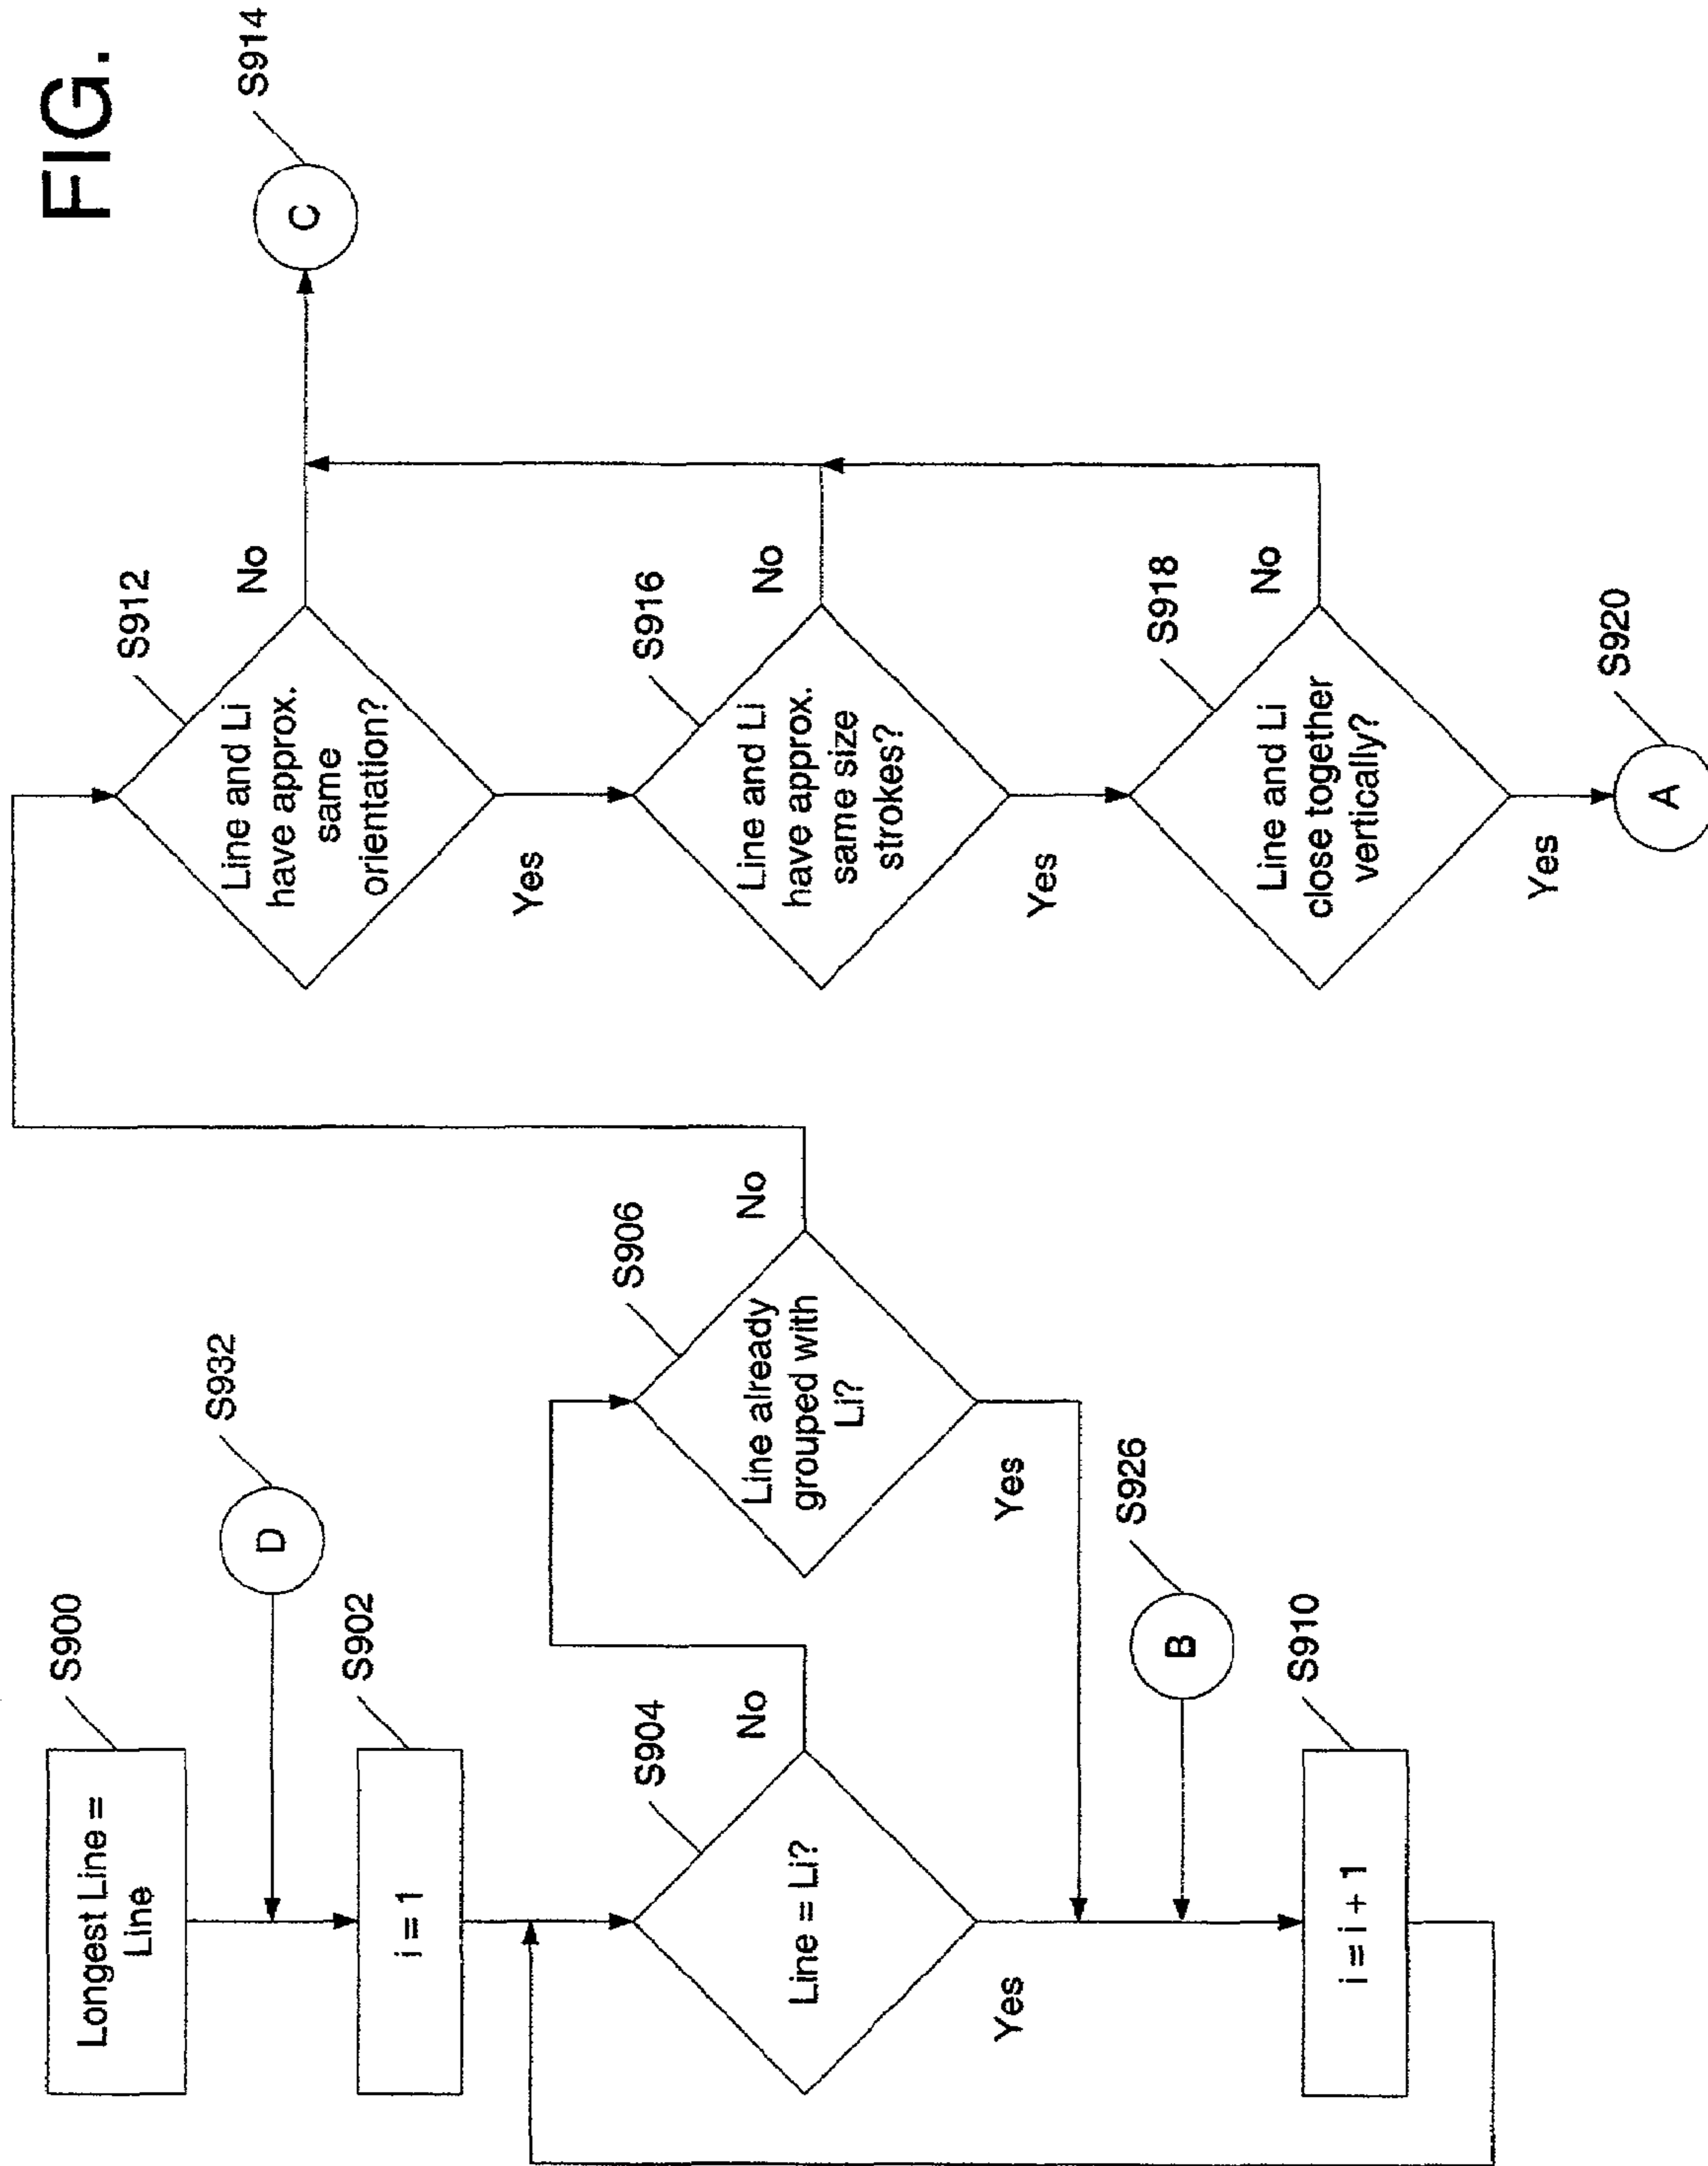 FIG.
S900
Longest Line =
Line
D
S932
S902
i = 1
S904
Line = Li?
No
Yes
S906
Line already
grouped with
Li?
No
Yes
B
S926
S910
i = i + 1
S912
Line and Li
have approx.
same
orientation?
No
Yes
C
S914
S916
Line and Li
have approx.
same size
strokes?
No
Yes
S918
Line and Li
close together
vertically?
No
Yes
A
S920